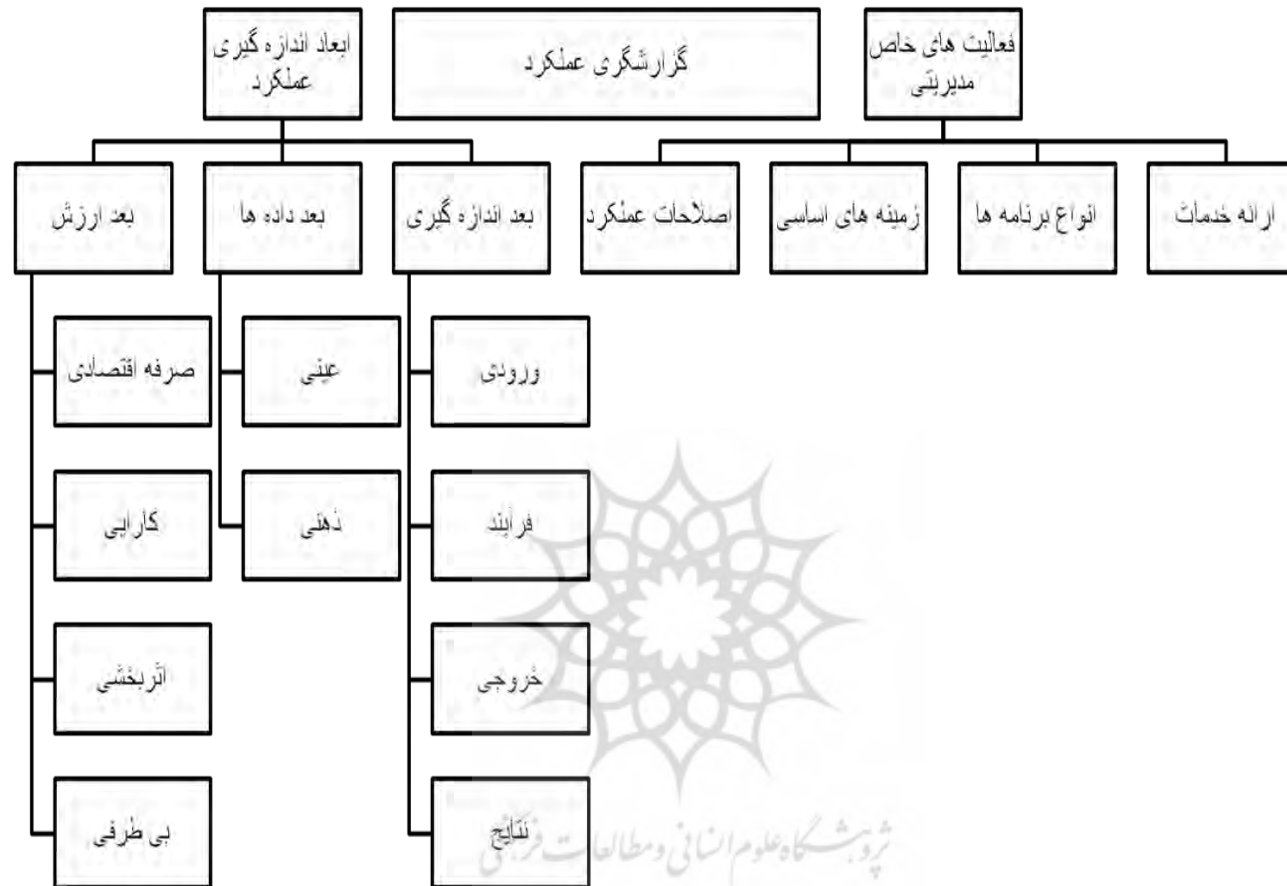 فعالیت های خاص
مدیریتی
گزارشگری عملکرد
ابعاد اندازه گیری
عملکرد
ارائه خدمات
انواع برنامه ها
زمینه های اساسی
اصلاحات عملکرد
بعد اندازه گیری
بعد داده ها
بعد ارزش
ورودی
عینی
صرفه اقتصادی
فرآیند
ذهنی
کارایی
خروجی
اثربخشی
نتایج
بی طرفی
پژوهشگاه علوم انسانی و مطالعات فرهنگی